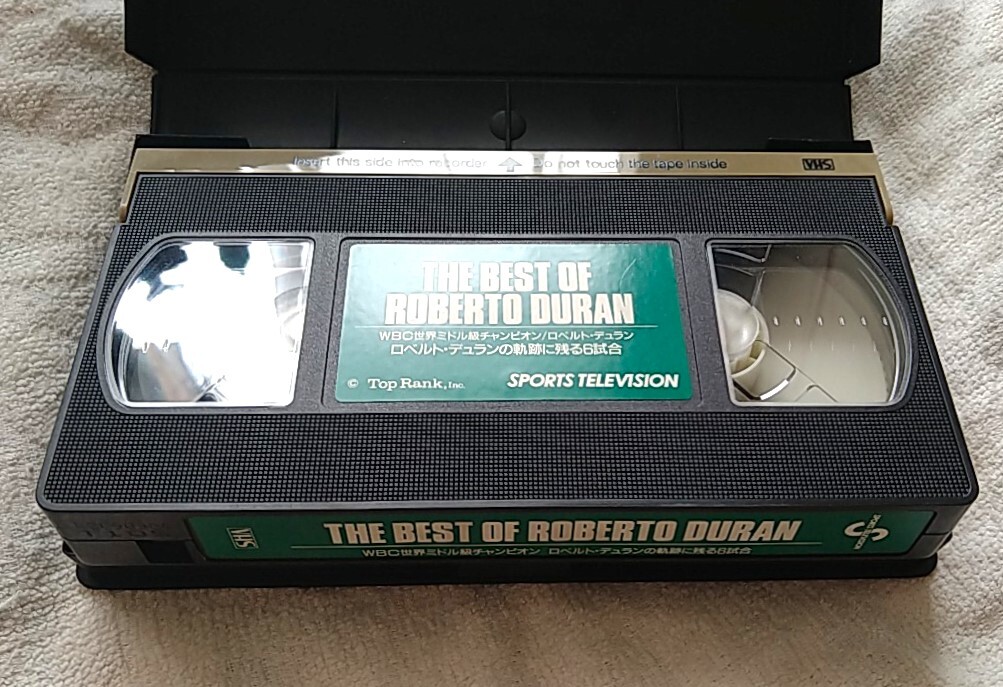 Insert this side into recorder Do not touch the tape inside VHS
THE BEST OF
ROBERTO DURAN
WBC世界ミドル級チャンピオン/ロベルト・デュラン
ロベルト・デュランの軌跡に残る6試合
© Top Rank, Inc. SPORTS TELEVISION
VHS
THE BEST OF ROBERTO DURAN
WBC世界ミドル級チャンピオン ロベルト・デュランの軌跡に残る6試合